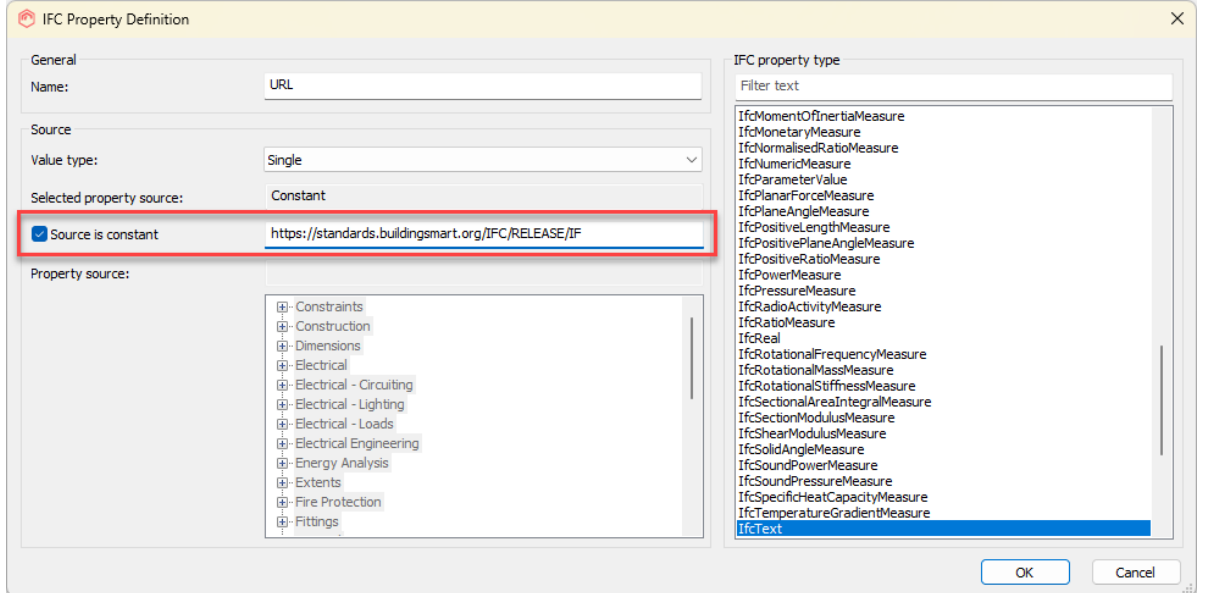 IFC Property Definition
General
Name:
URL
Source
Value type:
Single
Selected property source:
Constant
Source is constant
https://standards.buildingsmart.org/IFC/RELEASE/IF
Property source:
Constraints
Construction
Dimensions
Electrical
Electrical - Circuiting
Electrical - Lighting
Electrical - Loads
Electrical Engineering
Energy Analysis
Extents
Fire Protection
Fittings
IFC property type
Filter text
IfcMomentOfInertiaMeasure
IfcMonetaryMeasure
IfcNormalisedRatioMeasure
IfcNumericMeasure
IfcParameterValue
IfcPlanarForceMeasure
IfcPlaneAngleMeasure
IfcPositiveLengthMeasure
IfcPositivePlaneAngleMeasure
IfcPositiveRatioMeasure
IfcPowerMeasure
IfcPressureMeasure
IfcRadioActivityMeasure
IfcRatioMeasure
IfcReal
IfcRotationalFrequencyMeasure
IfcRotationalMassMeasure
IfcRotationalStiffnessMeasure
IfcSectionalAreaIntegralMeasure
IfcSectionModulusMeasure
IfcShearModulusMeasure
IfcSolidAngleMeasure
IfcSoundPowerMeasure
IfcSoundPressureMeasure
IfcSpecificHeatCapacityMeasure
IfcTemperatureGradientMeasure
IfcText
OK
Cancel